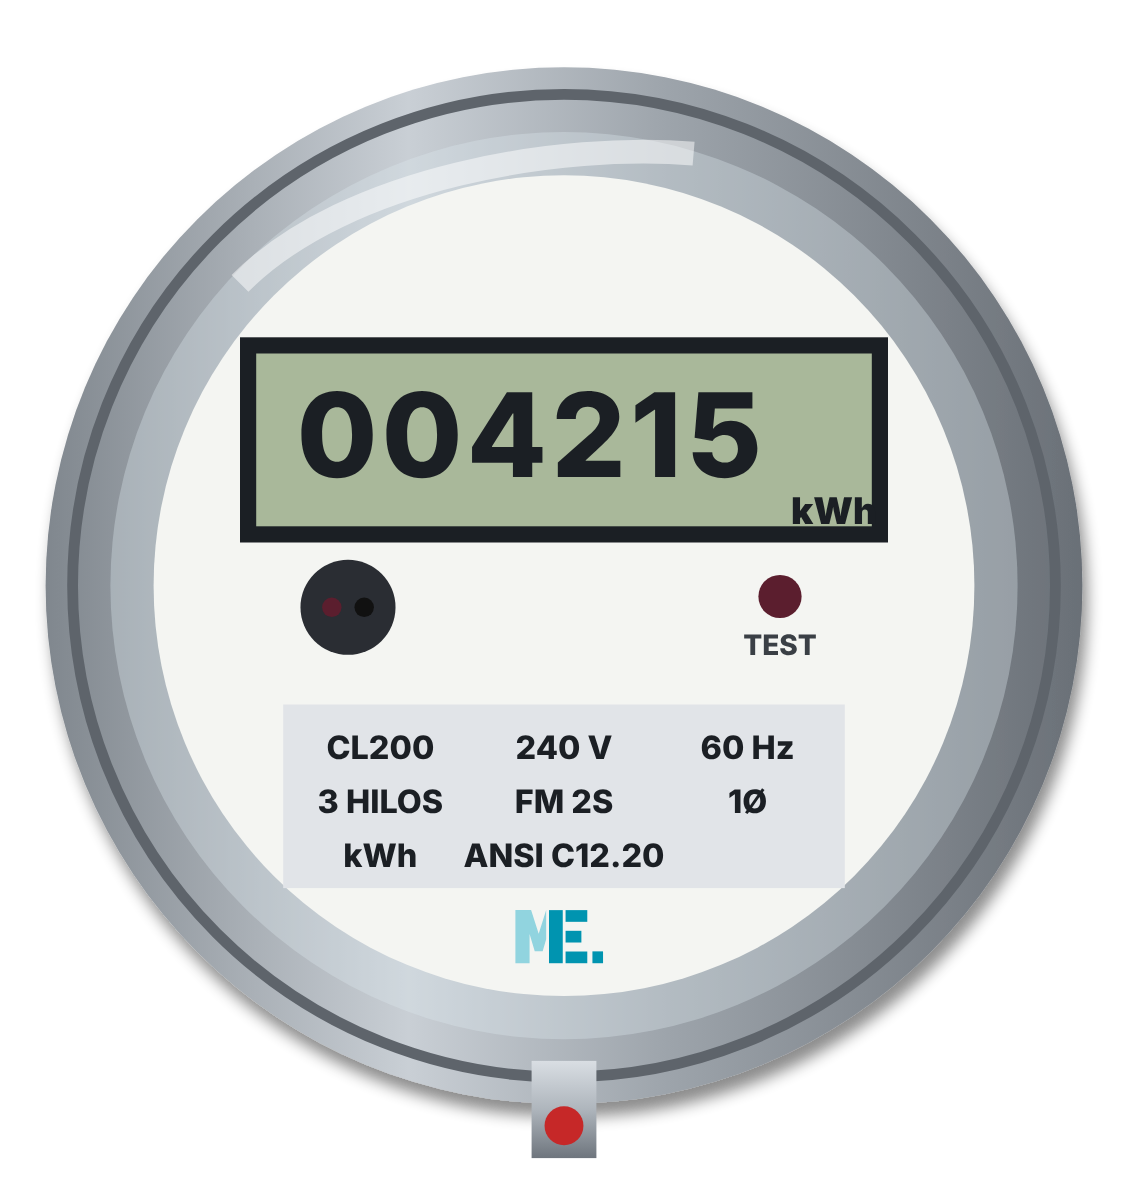 004215
kWh
TEST
CL200 240 V 60 Hz
3 HILOS FM 2S 1Ø
kWh ANSI C12.20
ME.